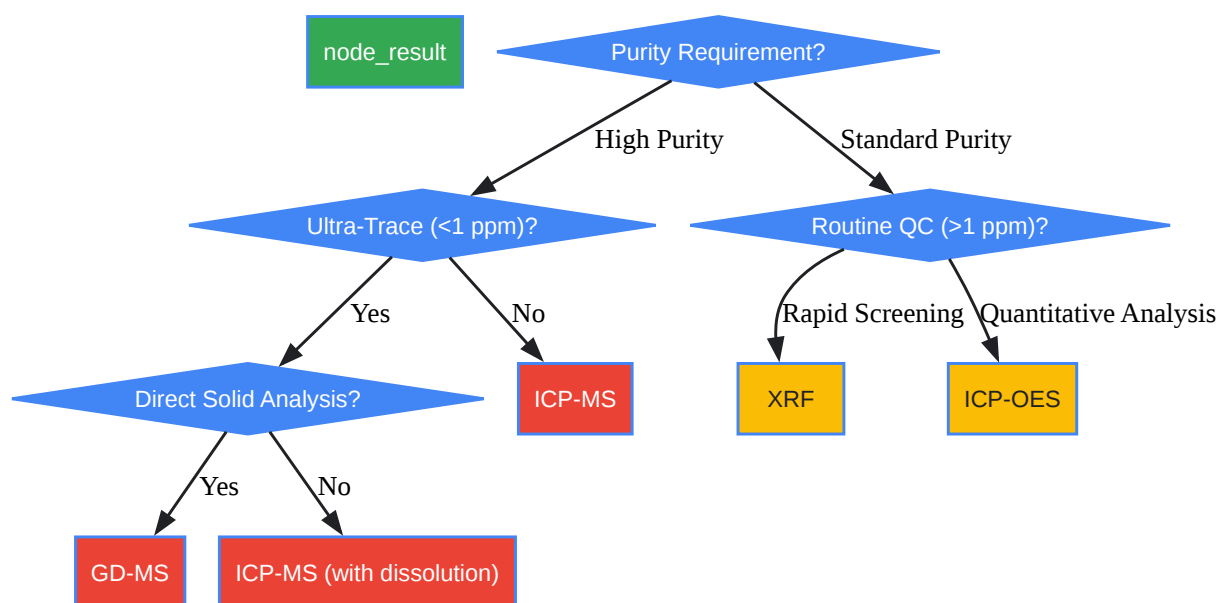 node_result
Purity Requirement?
High Purity
Standard Purity
Ultra-Trace (<1 ppm)?
Routine QC (>1 ppm)?
Yes
No
Rapid Screening
Quantitative Analysis
Direct Solid Analysis?
ICP-MS
XRF
ICP-OES
Yes
No
GD-MS
ICP-MS (with dissolution)